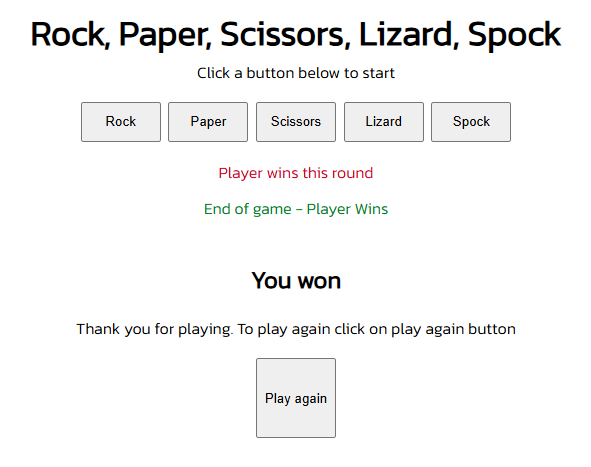 Rock, Paper, Scissors, Lizard, Spock
Click a button below to start
Rock Paper Scissors Lizard Spock
Player wins this round
End of game - Player Wins
You won
Thank you for playing. To play again click on play again button
Play again